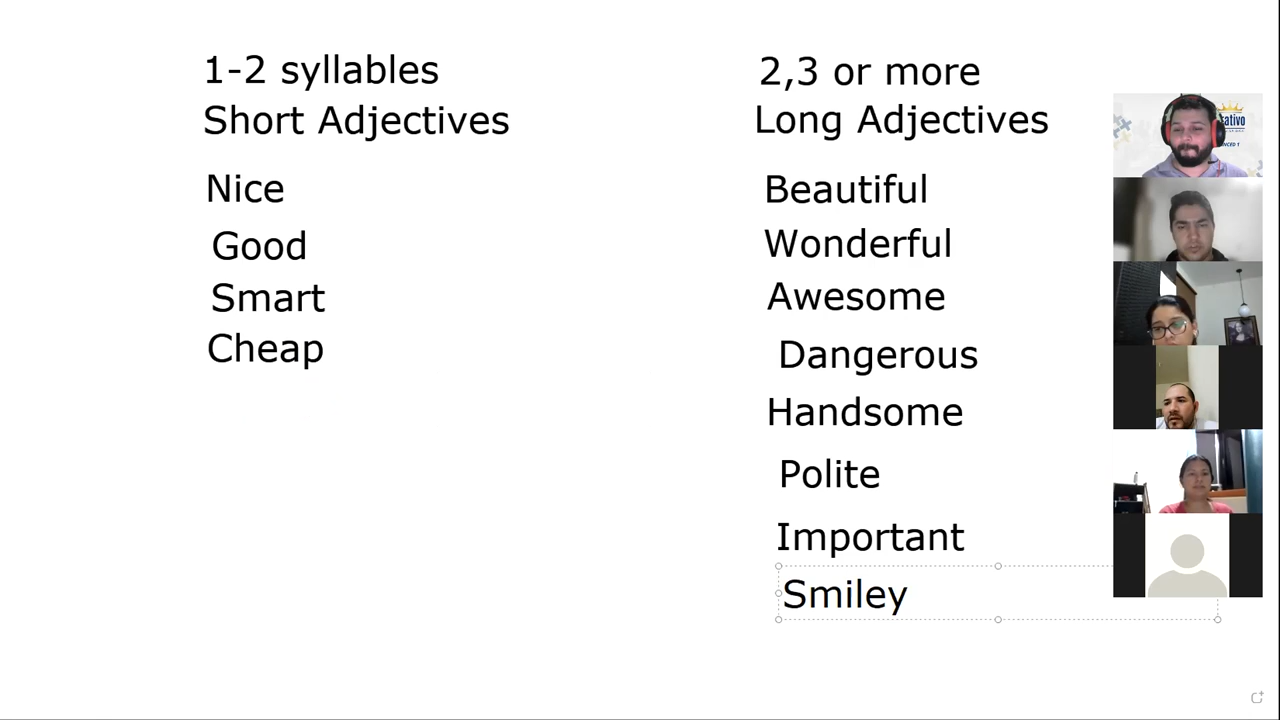 1-2 syllables
Short Adjectives
Nice
Good
Smart
Cheap
2,3 or more
Long Adjectives
Beautiful
Wonderful
Awesome
Dangerous
Handsome
Polite
Important
Smiley